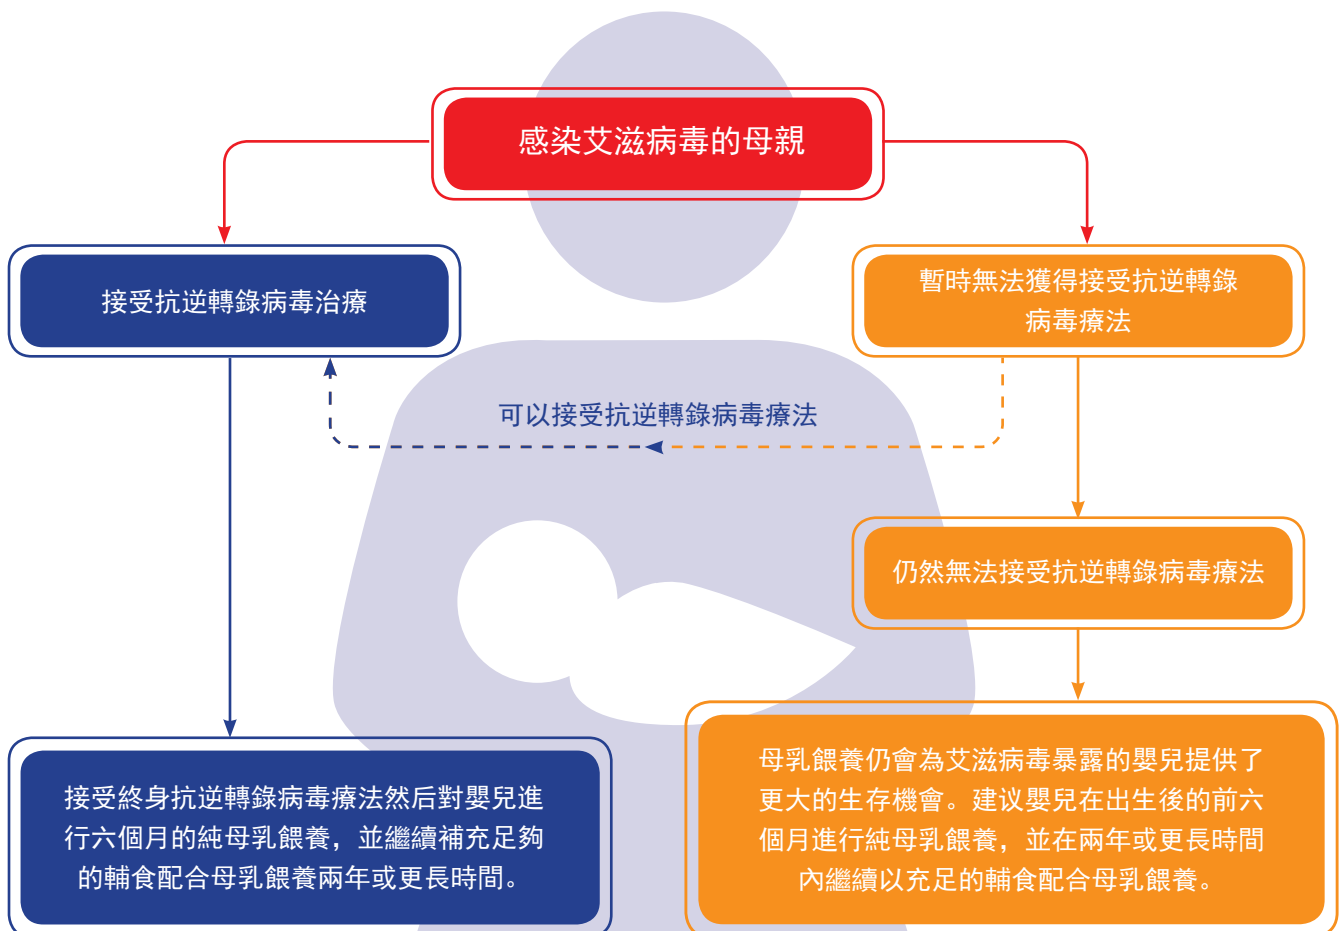 感染艾滋病毒的母親
接受抗逆轉錄病毒治療
暫時無法獲得接受抗逆轉錄
病毒療法
可以接受抗逆轉錄病毒療法
仍然無法接受抗逆轉錄病毒療法
接受終身抗逆轉錄病毒療法然后對嬰兒進
行六個月的純母乳餵養，並繼續補充足夠
的輔食配合母乳餵養兩年或更長時間。
母乳餵養仍會為艾滋病毒暴露的嬰兒提供了
更大的生存機會。建议嬰兒在出生後的前六
個月進行純母乳餵養，並在兩年或更長時間
內繼續以充足的輔食配合母乳餵養。